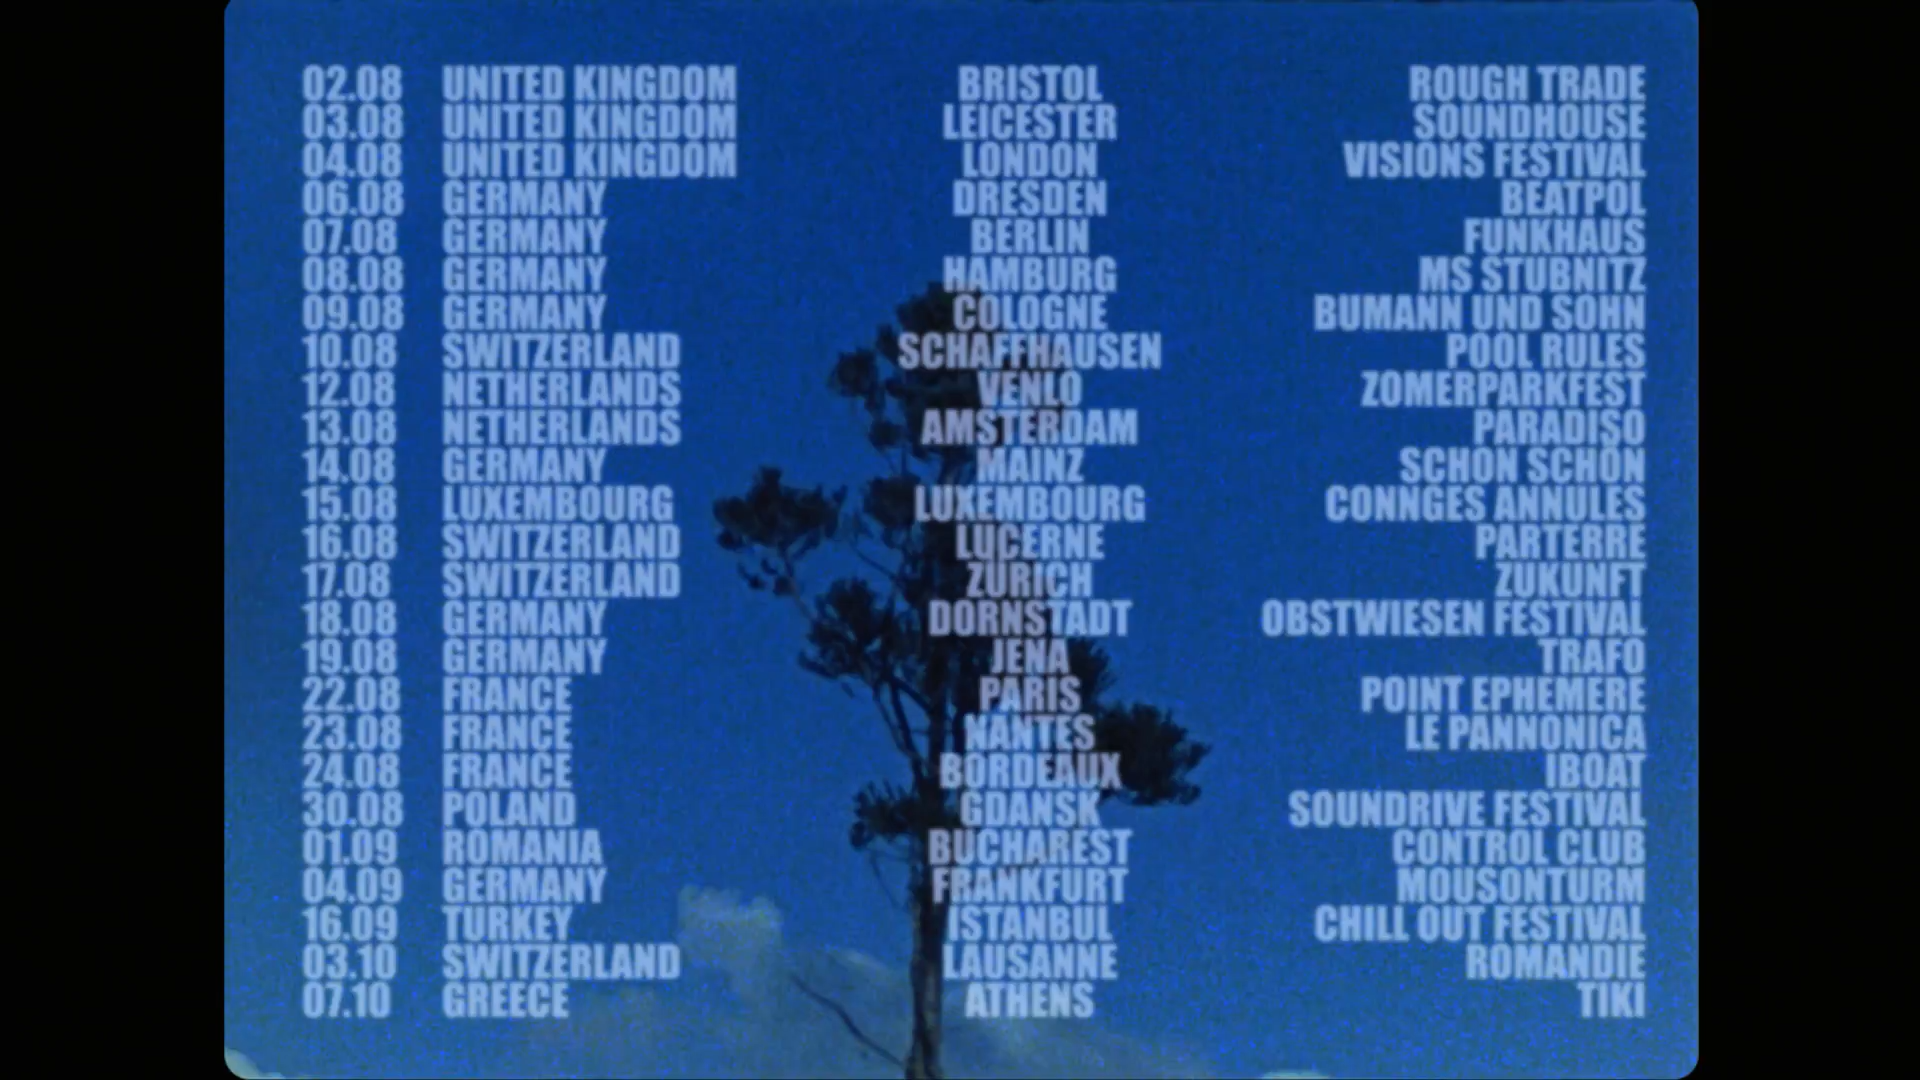 02.08 UNITED KINGDOM BRISTOL ROUGH TRADE
03.08 UNITED KINGDOM LEICESTER SOUNDHOUSE
04.08 UNITED KINGDOM LONDON VISIONS FESTIVAL
06.08 GERMANY DRESDEN BEATPOL
07.08 GERMANY BERLIN FUNKHAUS
08.08 GERMANY HAMBURG MS STUBNITZ
09.08 GERMANY COLOGNE BUMANN UND SOHN
10.08 SWITZERLAND SCHAFFHAUSEN POOL RULES
12.08 NETHERLANDS VENLO ZOMERPARKFEST
13.08 NETHERLANDS AMSTERDAM PARADISO
14.08 GERMANY MAINZ SCHON SCHON
15.08 LUXEMBOURG LUXEMBOURG CONNGES ANNULES
16.08 SWITZERLAND LUCERNE PARTERRE
17.08 SWITZERLAND ZURICH ZUKUNFT
18.08 GERMANY DORNSTADT OBSTWIESEN FESTIVAL
19.08 GERMANY JENA TRAFO
22.08 FRANCE PARIS POINT EPHEMERE
23.08 FRANCE NANTES LE PANNONICA
24.08 FRANCE BORDEAUX IBOAT
30.08 POLAND GDANSK SOUNDRIVE FESTIVAL
01.09 ROMANIA BUCHAREST CONTROL CLUB
04.09 GERMANY FRANKFURT MOUSONTURM
16.09 TURKEY ISTANBUL CHILL OUT FESTIVAL
03.10 SWITZERLAND LAUSANNE ROMANDIE
07.10 GREECE ATHENS TIKI